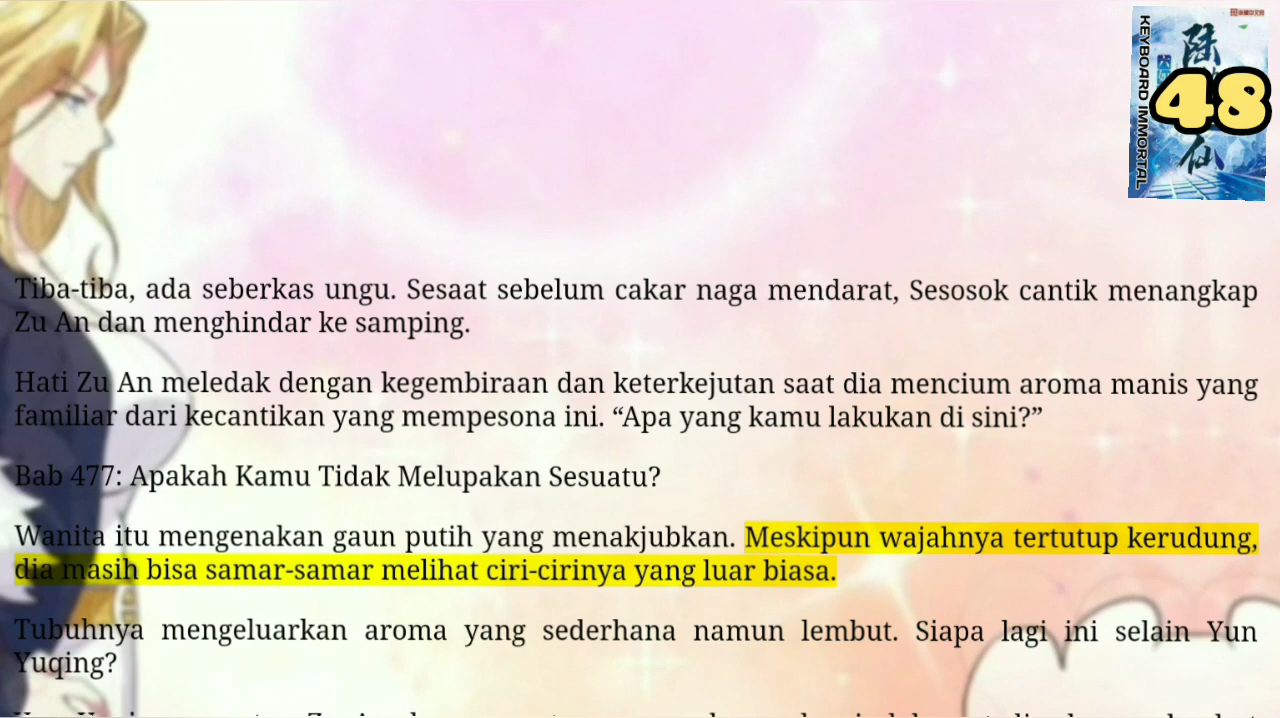 KEYBOARD IMMORTAL
48
Tiba-tiba, ada seberkas ungu. Sesaat sebelum cakar naga mendarat, Sesosok cantik menangkap
Zu An dan menghindar ke samping.
Hati Zu An meledak dengan kegembiraan dan keterkejutan saat dia mencium aroma manis yang
familiar dari kecantikan yang mempesona ini. “Apa yang kamu lakukan di sini?”
Bab 477: Apakah Kamu Tidak Melupakan Sesuatu?
Wanita itu mengenakan gaun putih yang menakjubkan. Meskipun wajahnya tertutup kerudung,
dia masih bisa samar-samar melihat ciri-cirinya yang luar biasa.
Tubuhnya mengeluarkan aroma yang sederhana namun lembut. Siapa lagi ini selain Yun
Yuqing?